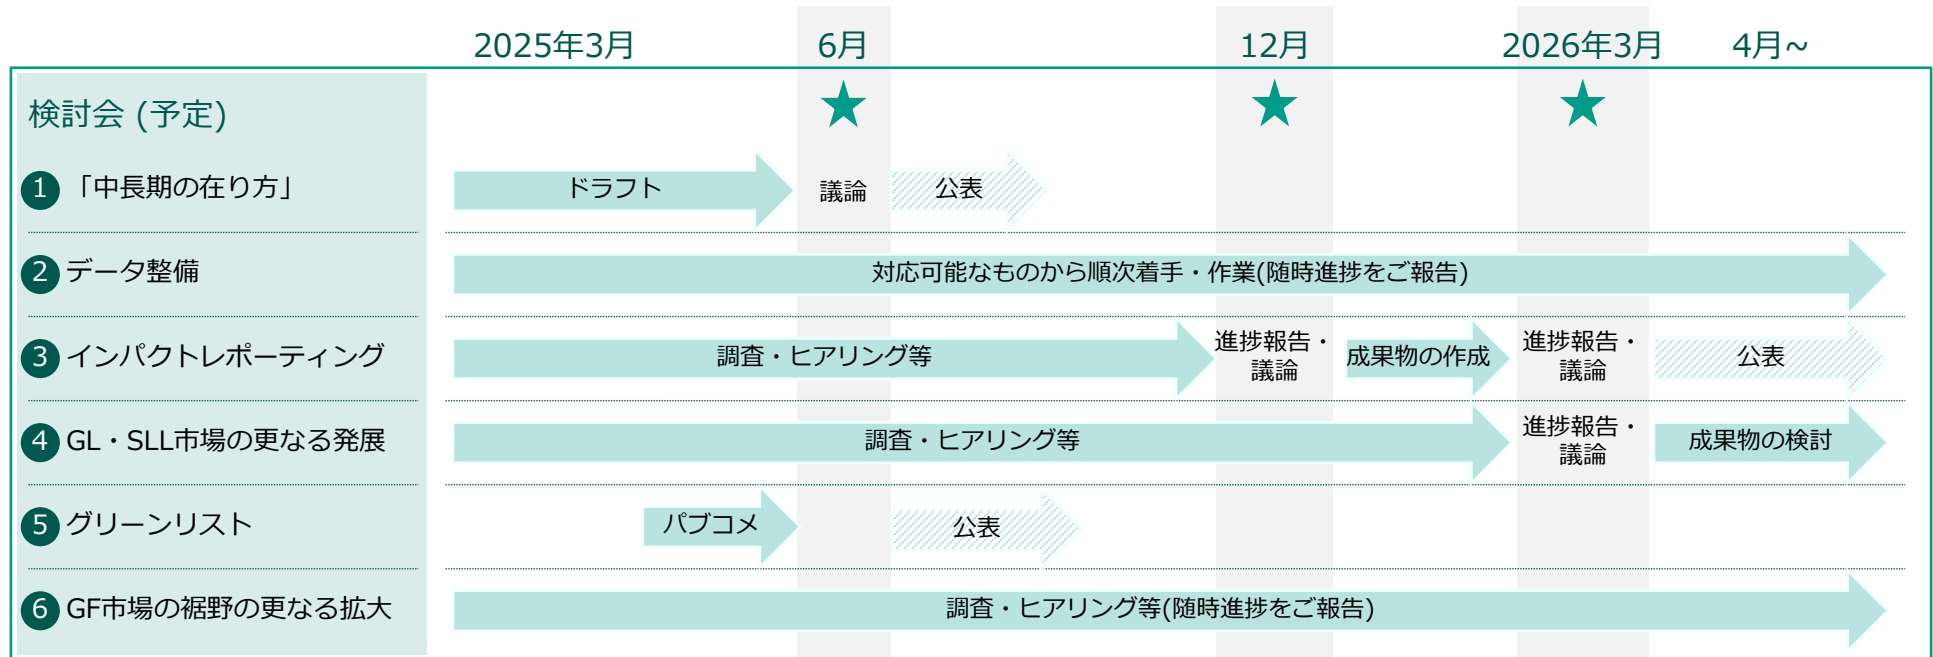 2025年3月 6月 12月 2026年3月 4月~
検討会 (予定) ★ ★ ★
1 「中長期の在り方」 ドラフト 議論 公表
2 データ整備 対応可能なものから順次着手・作業(随時進捗をご報告)
3 インパクトレポーティング 調査・ヒアリング等 進捗報告・
議論 成果物の作成 進捗報告・
議論 公表
4 GL・SLL市場の更なる発展 調査・ヒアリング等 進捗報告・
議論 成果物の検討
5 グリーンリスト パブコメ 公表
6 GF市場の裾野の更なる拡大 調査・ヒアリング等(随時進捗をご報告)